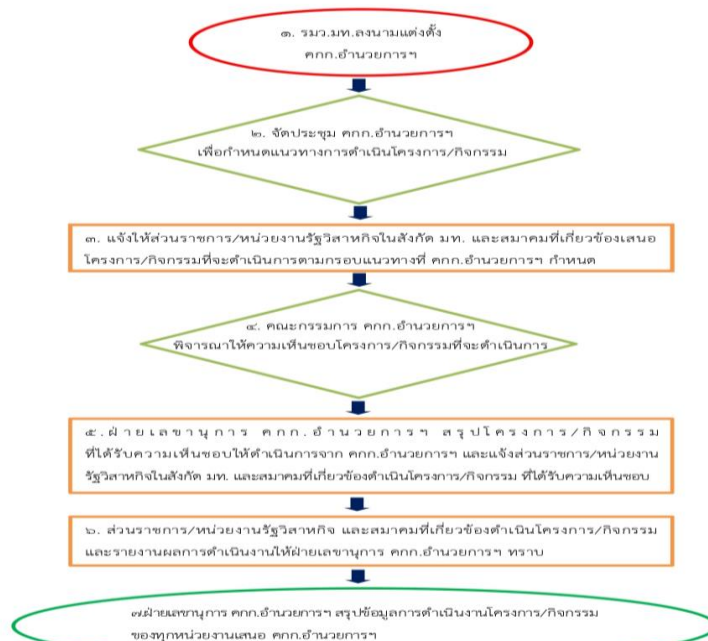 ๑. รมว.มท.ลงนามแต่งตั้ง
คกก.อำนวยการฯ
๒. จัดประชุม คกก.อำนวยการฯ
เพื่อกำหนดแนวทางการดำเนินโครงการ/กิจกรรม
๓. แจ้งให้ส่วนราชการ/หน่วยงานรัฐวิสาหกิจในสังกัด มท. และสมาคมที่เกี่ยวข้องเสนอ
โครงการ/กิจกรรมที่จะดำเนินการตามกรอบแนวทางที่ คกก.อำนวยการฯ กำหนด
๔. คณะกรรมการ คกก.อำนวยการฯ
พิจารณาให้ความเห็นชอบโครงการ/กิจกรรมที่จะดำเนินการ
๕.ฝ่ายเลขานุการ คกก.อำนวยการฯ สรุปโครงการ/กิจกรรม
ที่ได้รับความเห็นชอบให้ดำเนินการจาก คกก.อำนวยการฯ และแจ้งส่วนราชการ/หน่วยงาน
รัฐวิสาหกิจในสังกัด มท. และสมาคมที่เกี่ยวข้องดำเนินโครงการ/กิจกรรม ที่ได้รับความเห็นชอบ
๖. ส่วนราชการ/หน่วยงานรัฐวิสาหกิจ และสมาคมที่เกี่ยวข้องดำเนินโครงการ/กิจกรรม
และรายงานผลการดำเนินงานให้ฝ่ายเลขานุการ คกก.อำนวยการฯ ทราบ
๗.ฝ่ายเลขานุการ คกก.อำนวยการฯ สรุปข้อมูลการดำเนินงานโครงการ/กิจกรรม
ของทุกหน่วยงานเสนอ คกก.อำนวยการฯ